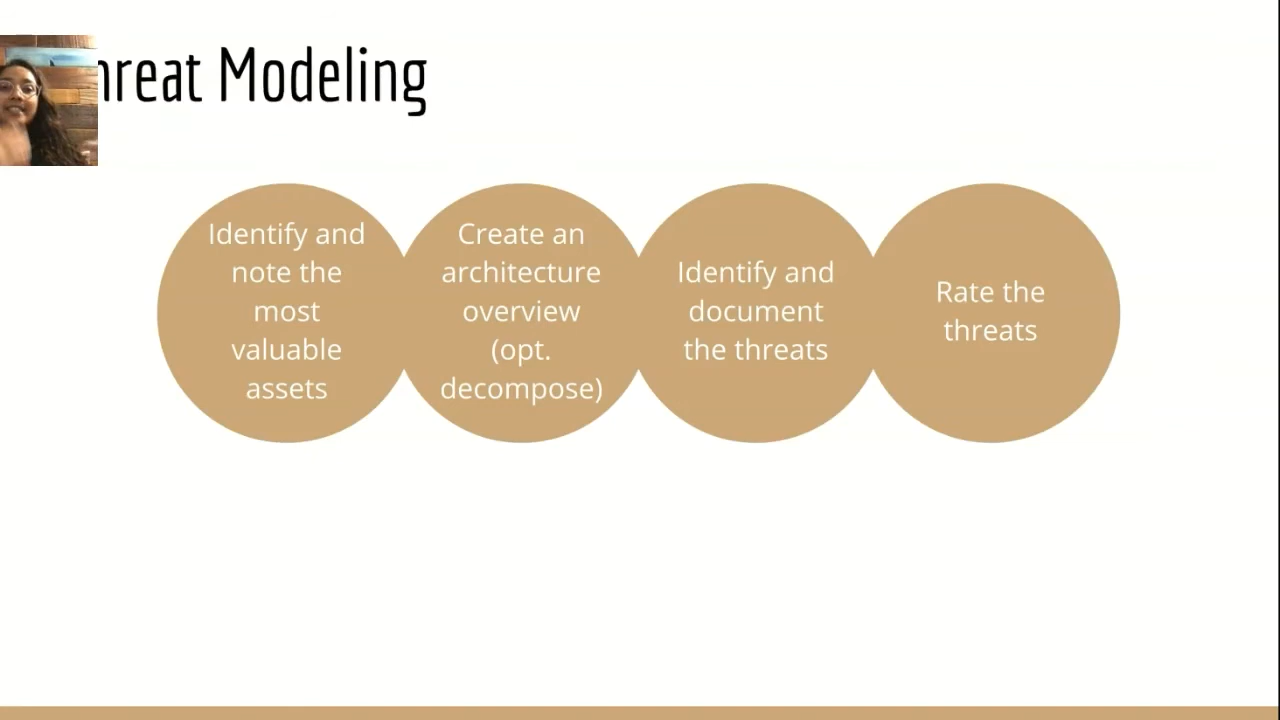 hreat Modeling
Identify and
note the
most
valuable
assets
Create an
architecture
overview
(opt.
decompose)
Identify and
document
the threats
Rate the
threats